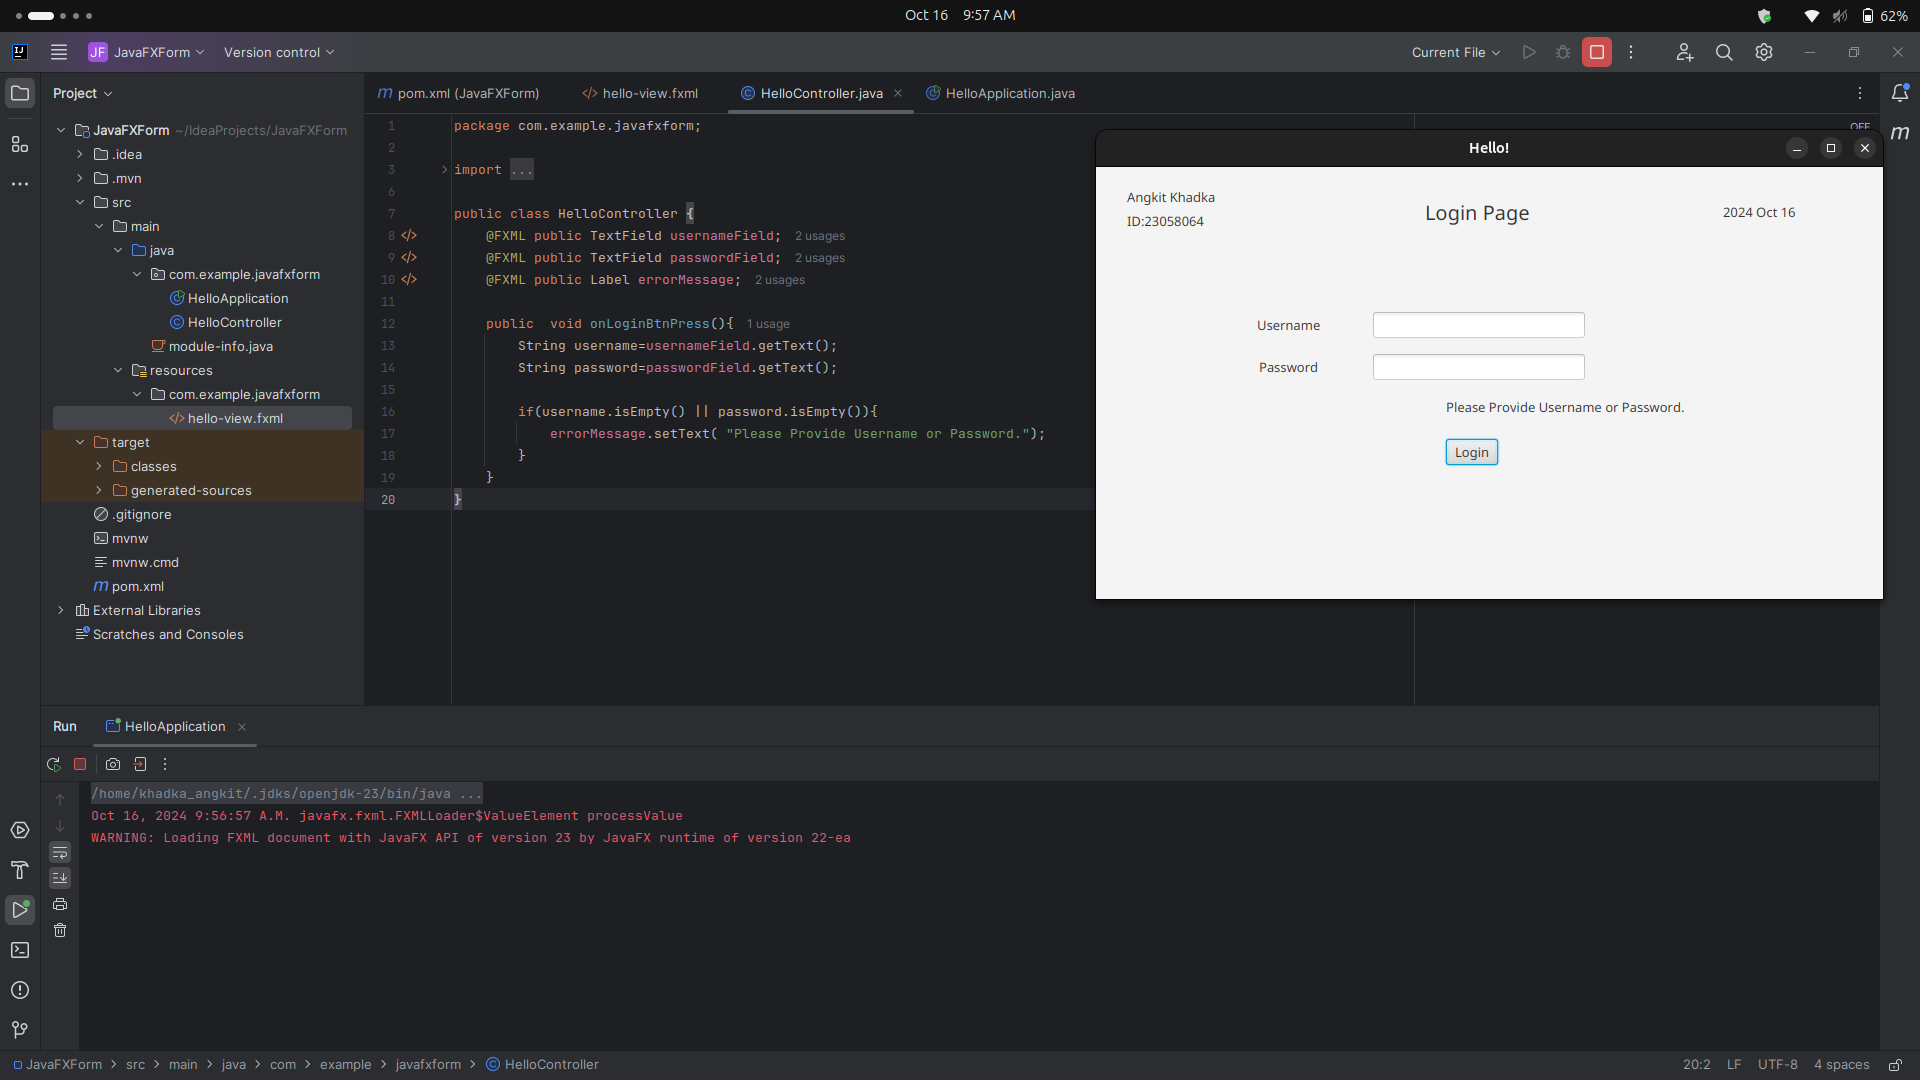 Oct 16 9:57 AM
62%
JF JavaFXForm Version control
Current File
Project
JavaFXForm ~/IdeaProjects/JavaFXForm
.idea
.mvn
src
main
java
com.example.javafxform
HelloApplication
HelloController
module-info.java
resources
com.example.javafxform
hello-view.fxml
target
classes
generated-sources
.gitignore
mvnw
mvnw.cmd
pom.xml
External Libraries
Scratches and Consoles
pom.xml (JavaFXForm) hello-view.fxml HelloController.java HelloApplication.java
OFF
1 package com.example.javafxform;
2
3 import ...
6
7 public class HelloController {
8 @FXML public TextField usernameField; 2 usages
9 @FXML public TextField passwordField; 2 usages
10 @FXML public Label errorMessage; 2 usages
11
12 public  void onLoginBtnPress(){ 1 usage
13 String username=usernameField.getText();
14 String password=passwordField.getText();
15
16 if(username.isEmpty() || password.isEmpty()){
17 errorMessage.setText( "Please Provide Username or Password.");
18 }
19 }
20 }
Hello!
Angkit Khadka
ID:23058064
Login Page
2024 Oct 16
Username
Password
Please Provide Username or Password.
Login
Run HelloApplication
/home/khadka_angkit/.jdks/openjdk-23/bin/java ...
Oct 16, 2024 9:56:57 A.M. javafx.fxml.FXMLLoader$ValueElement processValue
WARNING: Loading FXML document with JavaFX API of version 23 by JavaFX runtime of version 22-ea
JavaFXForm > src > main > java > com > example > javafxform > HelloController
20:2 LF UTF-8 4 spaces